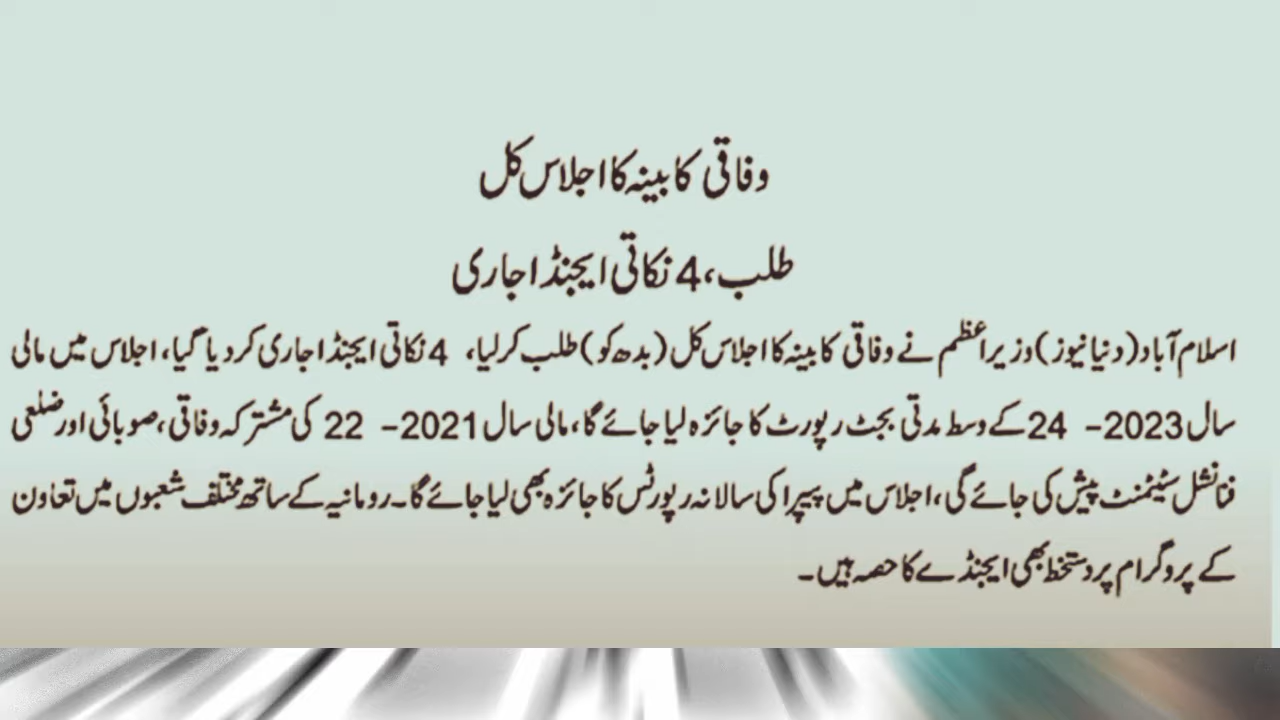 وفاقی کابینہ کا اجلاس کل
طلب، 4 نکاتی ایجنڈا جاری
اسلام آباد (دنیا نیوز) وزیراعظم نے وفاقی کابینہ کا اجلاس کل (بدھ کو) طلب کرلیا، 4 نکاتی ایجنڈا جاری کر دیا گیا، اجلاس میں مالی
سال 2023- 24 کے وسط مدتی بجٹ رپورٹ کا جائزہ لیا جائے گا، مالی سال 2021- 22 کی مشترکہ وفاقی، صوبائی اور ضلعی
فنانشل سٹیٹمنٹ پیش کی جائے گی، اجلاس میں پیپرا کی سالانہ رپورٹس کا جائزہ بھی لیا جائے گا۔ رومانیہ کے ساتھ مختلف شعبوں میں تعاون
کے پروگرام پر دستخط بھی ایجنڈے کا حصہ ہیں۔